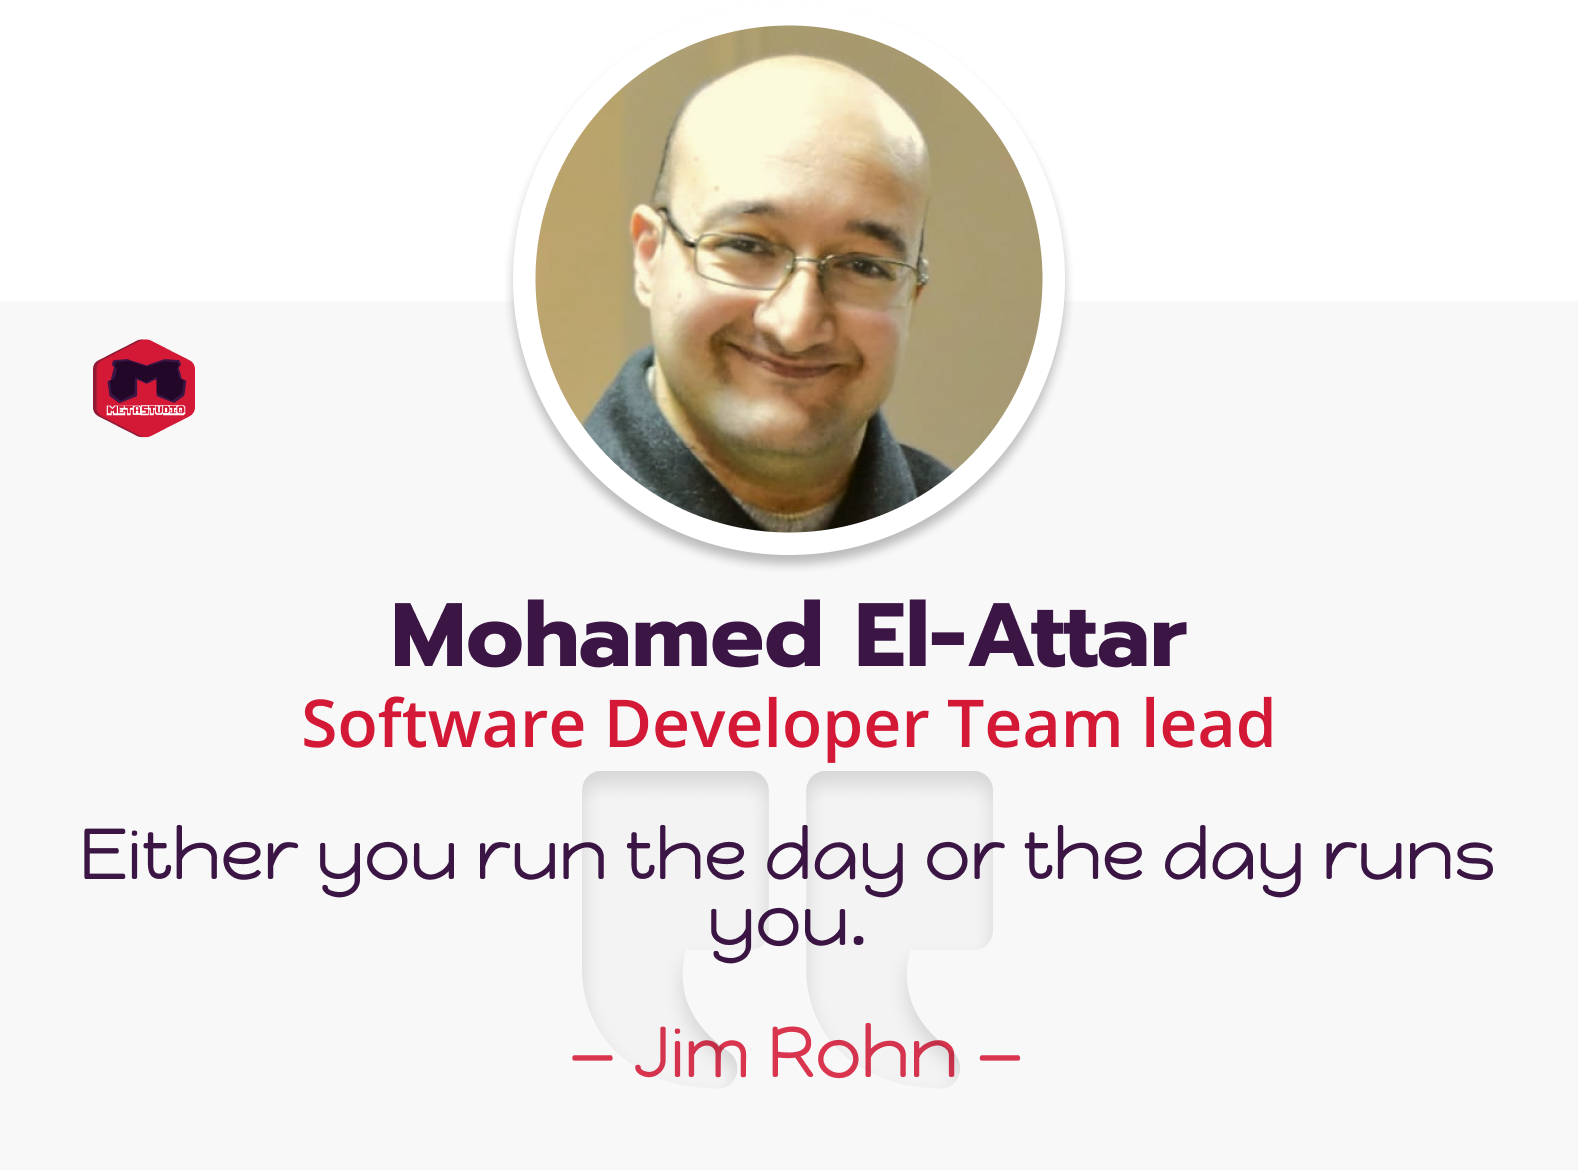 METASTUDIO
Mohamed El-Attar
Software Developer Team lead
Either you run the day or the day runs
you.
– Jim Rohn –